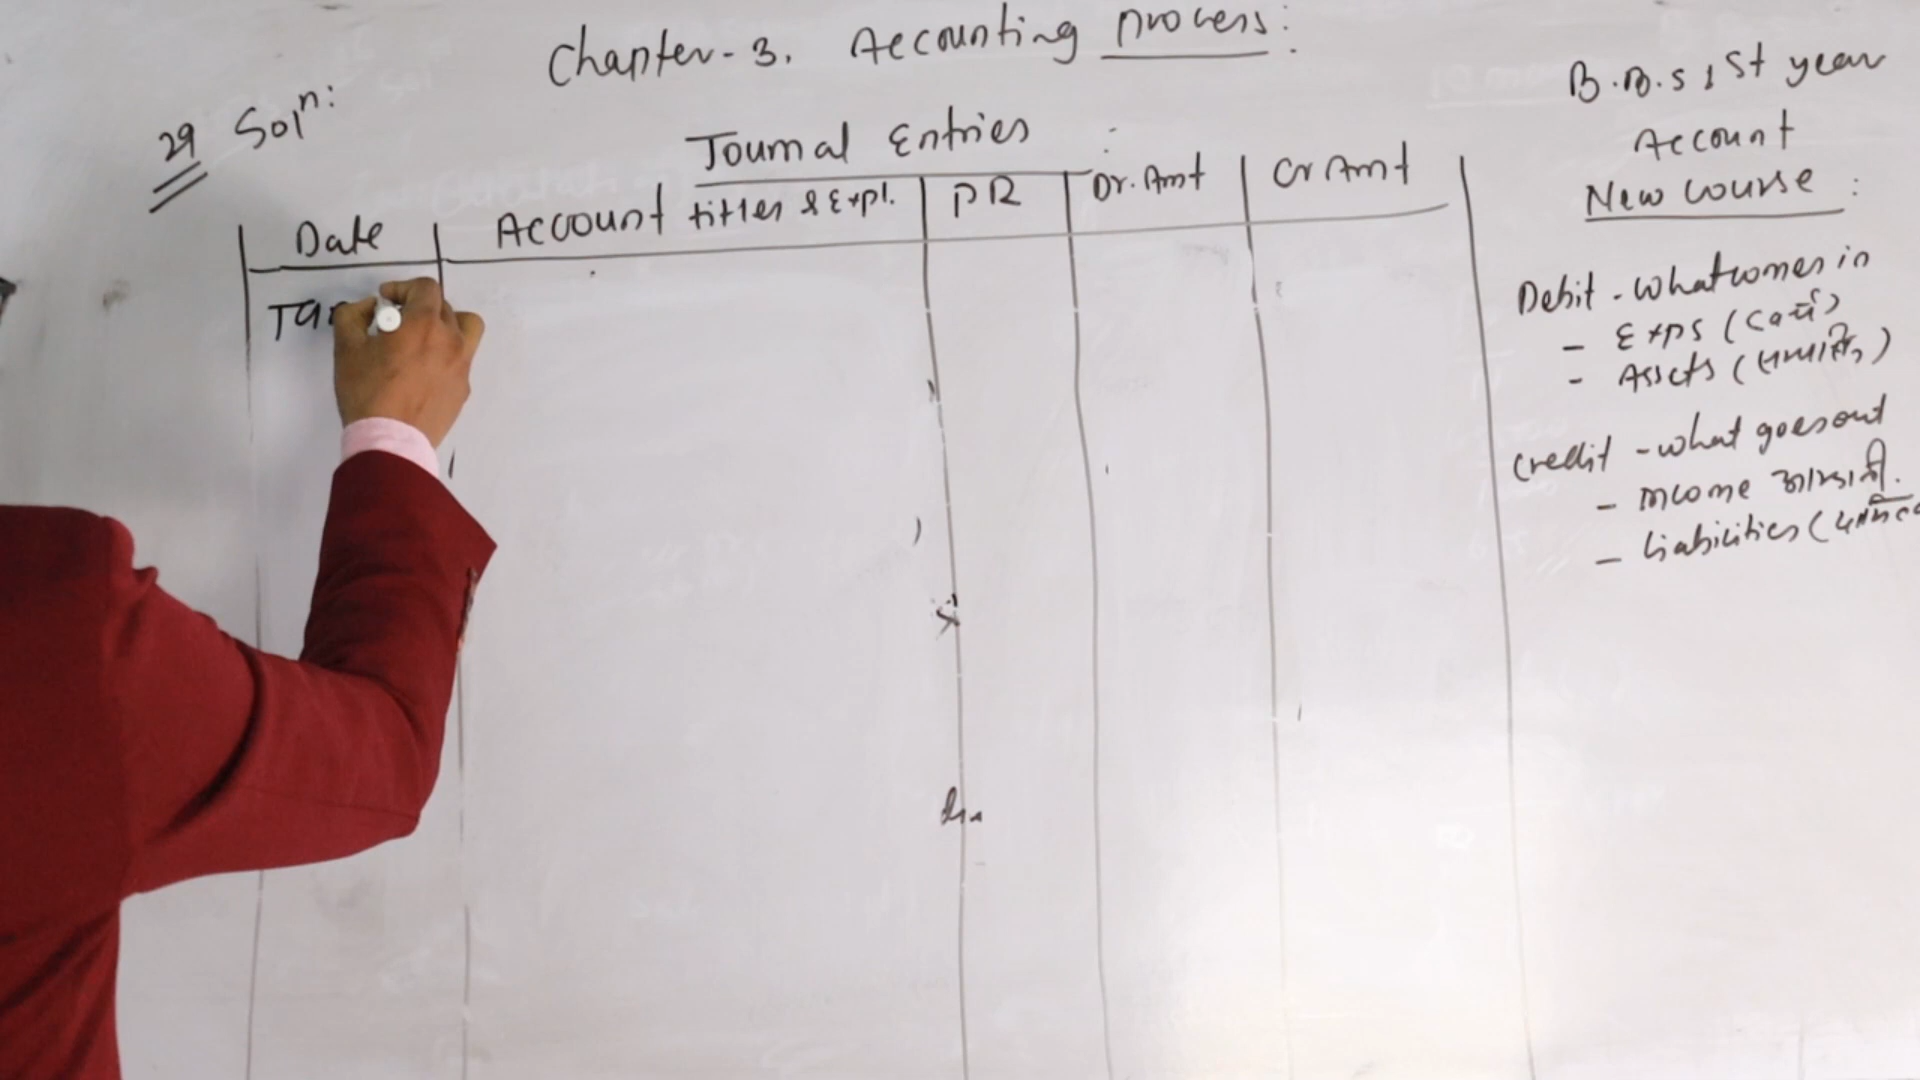 Chapter-3. Accounting process:
29 Solⁿ:
Journal Entries :
Date
Account titles & Expl.
PR
Dr. Amt
Cr Amt
Jan
B.B.S 1st year
Account
New course :
Debit - what comes in
- Exps (खर्च)
- Assets (सम्पत्ति)
Credit - what goes out
- Income आम्दानी.
- liabilities (